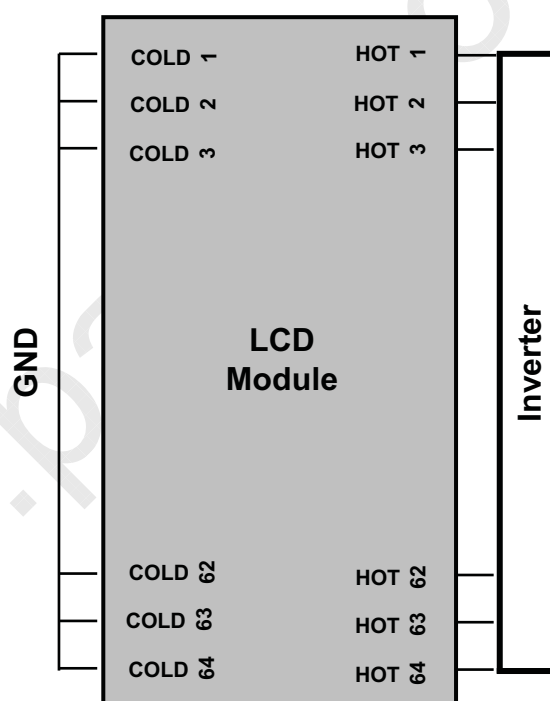 COLD 1
HOT 1
COLD 2
HOT 2
COLD 3
HOT 3
GND
LCD
Module
Inverter
COLD 62
HOT 62
COLD 63
HOT 63
COLD 64
HOT 64